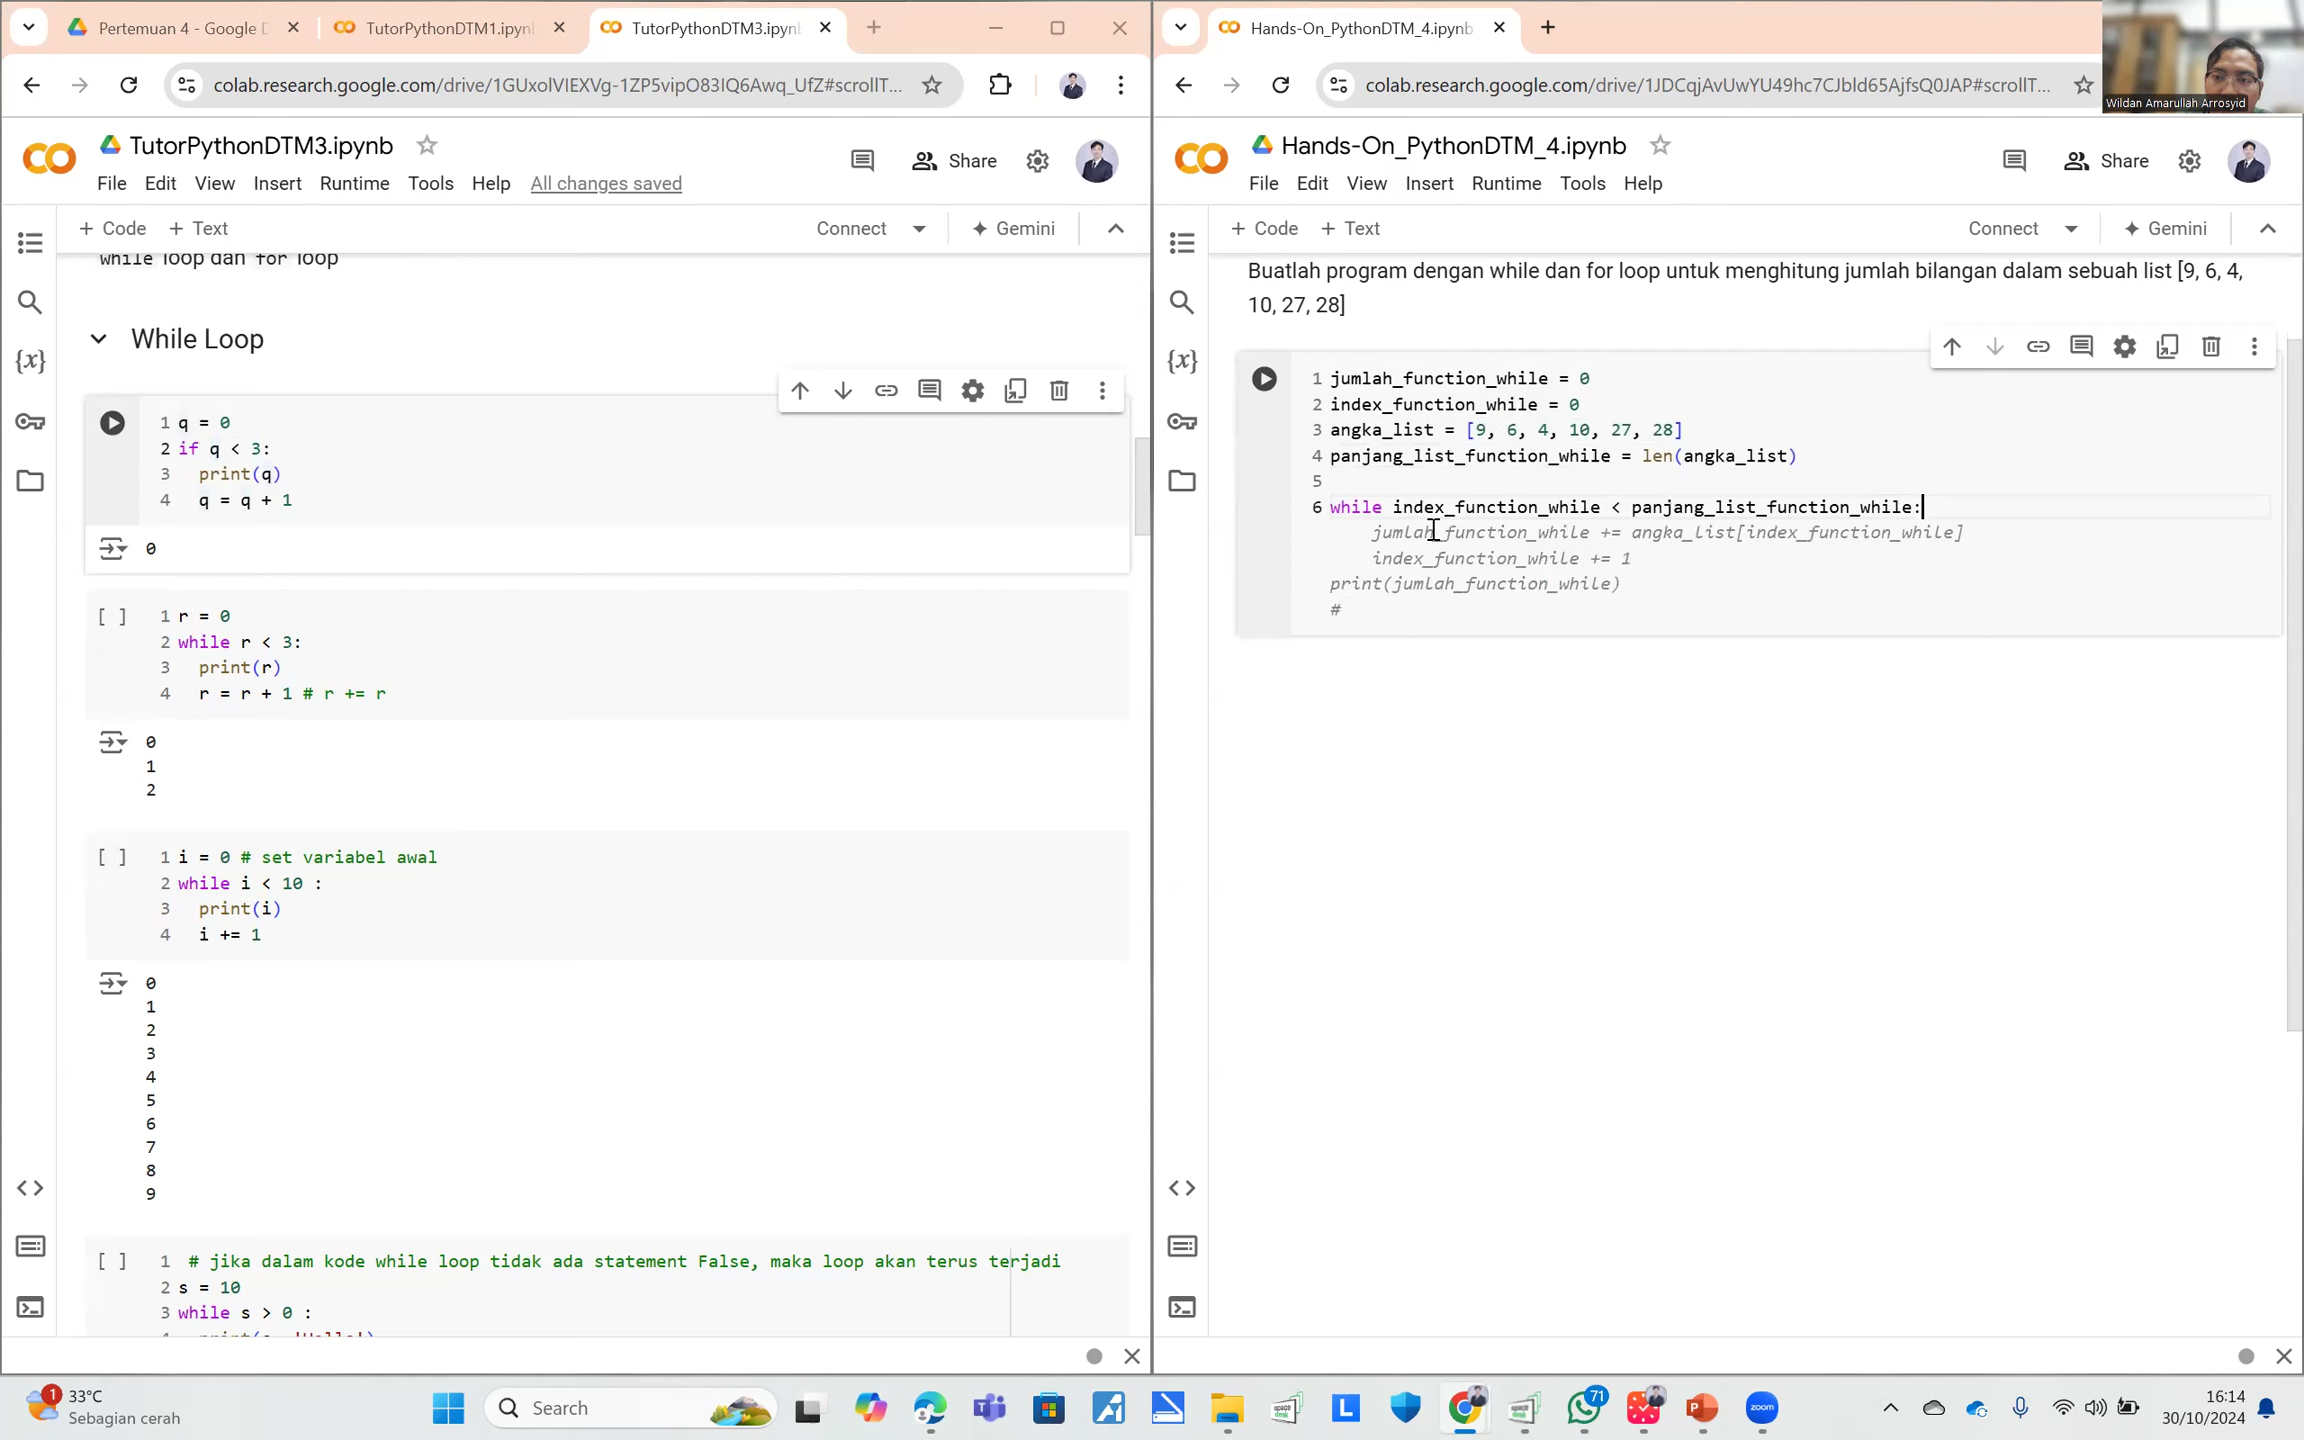 Pertemuan 4 - Google D
TutorPythonDTM1.ipynl
TutorPythonDTM3.ipyn
colab.research.google.com/drive/1GUxolVIEXVg-1ZP5vipO83IQ6Awq_UfZ#scrollT...
TutorPythonDTM3.ipynb
Share
File Edit View Insert Runtime Tools Help All changes saved
+ Code + Text
Connect
Gemini
while loop dan for loop
While Loop
1 q = 0
2 if q < 3:
3 print(q)
4 q = q + 1
0
[ ] 1 r = 0
2 while r < 3:
3 print(r)
4 r = r + 1 # r += r
0
1
2
[ ] 1 i = 0 # set variabel awal
2 while i < 10 :
3 print(i)
4 i += 1
0
1
2
3
4
5
6
7
8
9
[ ] 1 # jika dalam kode while loop tidak ada statement False, maka loop akan terus terjadi
2 s = 10
3 while s > 0 :
Hands-On_PythonDTM_4.ipynb
colab.research.google.com/drive/1JDCqjAvUwYU49hc7CJbld65AjfsQ0JAP#scrollT...
Wildan Amarullah Arrosyid
Hands-On_PythonDTM_4.ipynb
Share
File Edit View Insert Runtime Tools Help
+ Code + Text
Connect
Gemini
Buatlah program dengan while dan for loop untuk menghitung jumlah bilangan dalam sebuah list [9, 6, 4,
10, 27, 28]
1 jumlah_function_while = 0
2 index_function_while = 0
3 angka_list = [9, 6, 4, 10, 27, 28]
4 panjang_list_function_while = len(angka_list)
5
6 while index_function_while < panjang_list_function_while:
jumlah_function_while += angka_list[index_function_while]
index_function_while += 1
print(jumlah_function_while)
#
1
33°C
Sebagian cerah
Search
71
zoom
16:14
30/10/2024